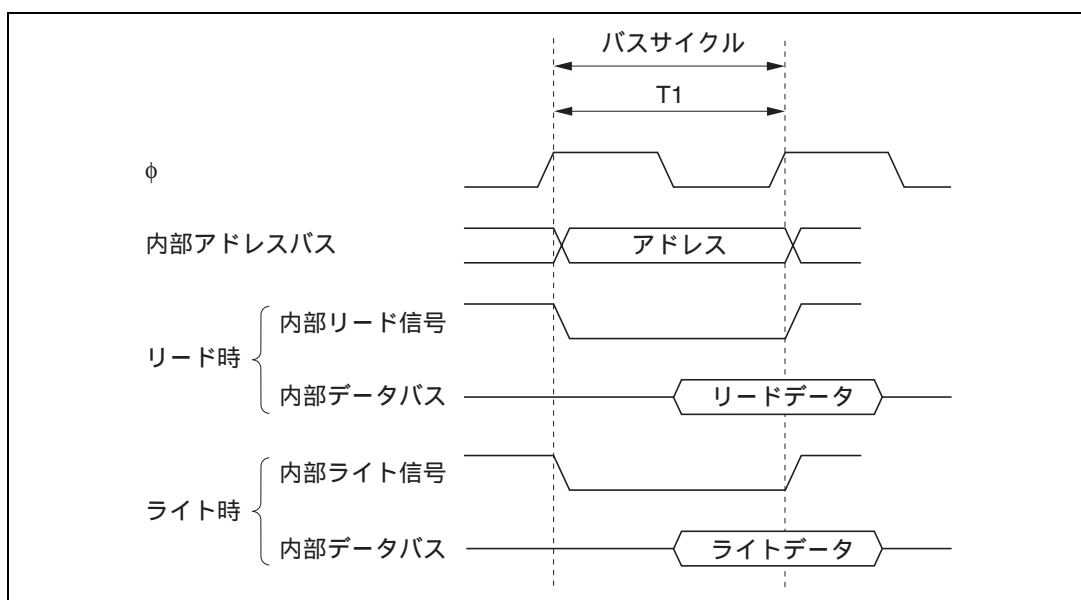 バスサイクル
T1
φ
内部アドレスバス
アドレス
リード時
内部リード信号
内部データバス
リードデータ
ライト時
内部ライト信号
内部データバス
ライトデータ